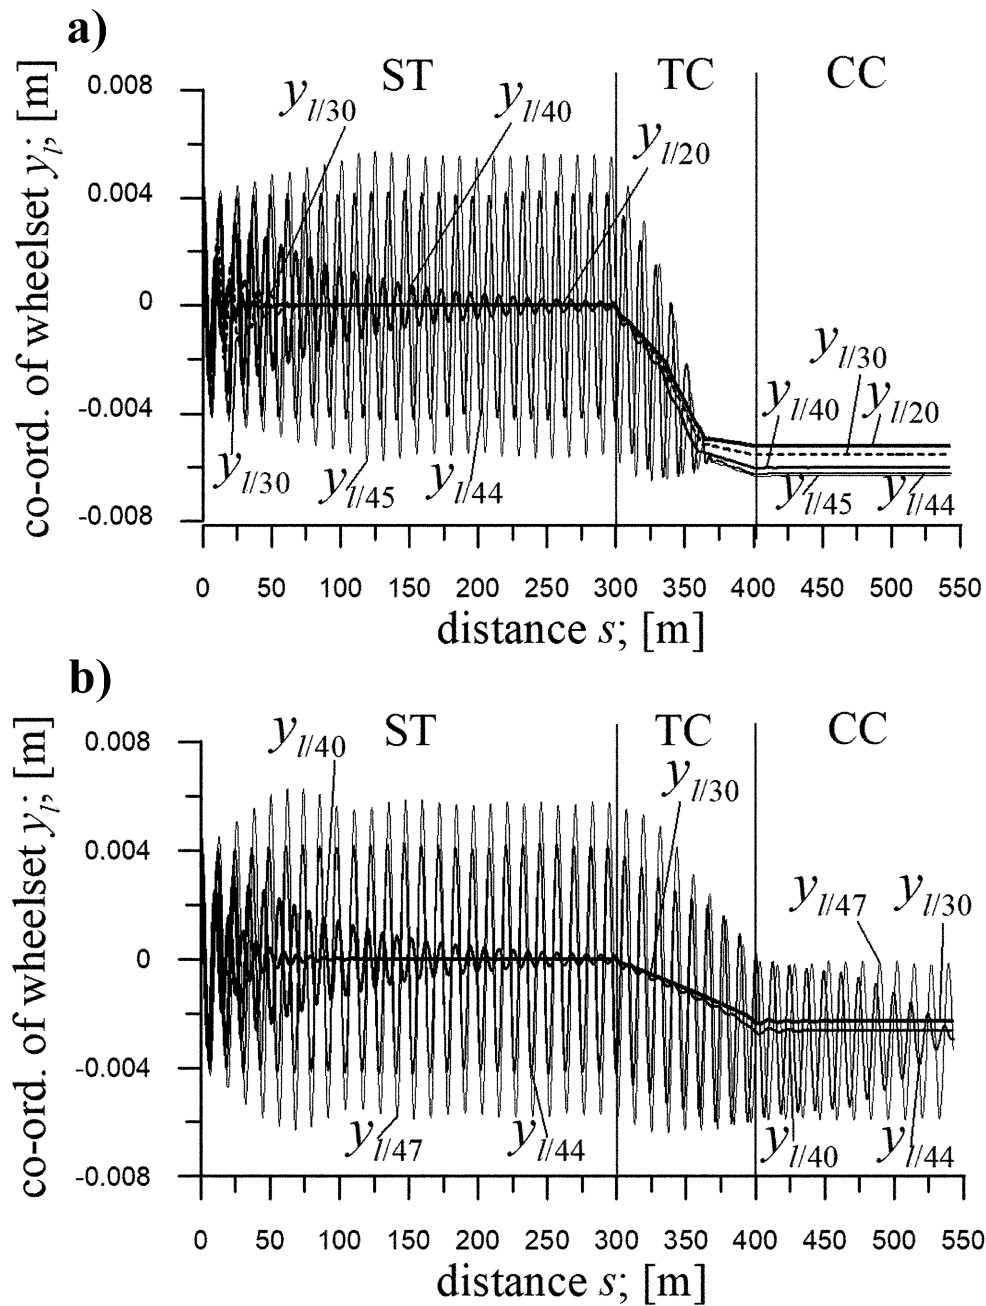 a)
ST TC CC
co-ord. of wheelset y_l; [m]
0.008
0.004
0
-0.004
-0.008
y_l/30 y_l/40 y_l/20
y_l/30
y_l/40 y_l/20
y_l/30 y_l/45 y_l/44 y_l/45 y_l/44
0 50 100 150 200 250 300 350 400 450 500 550
distance s; [m]
b)
ST TC CC
co-ord. of wheelset y_l; [m]
0.008
0.004
0
-0.004
-0.008
y_l/40
y_l/30
y_l/47 y_l/30
y_l/47 y_l/44 y_l/40 y_l/44
0 50 100 150 200 250 300 350 400 450 500 550
distance s; [m]